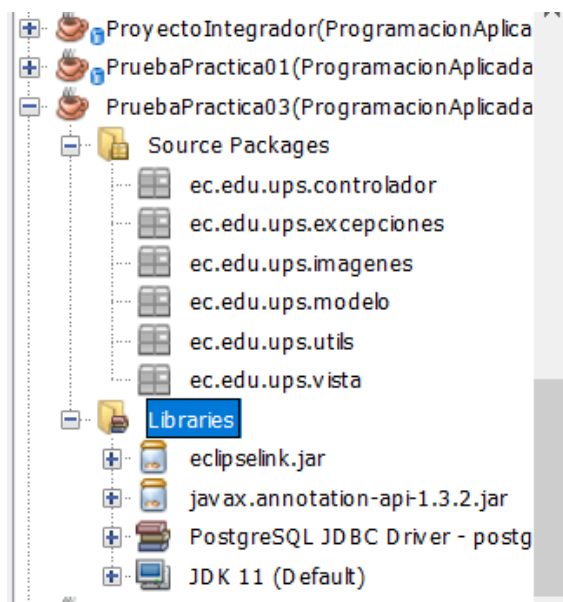 ProyectoIntegrador(ProgramacionAplica
PruebaPractica01(ProgramacionAplicada
PruebaPractica03(ProgramacionAplicada
Source Packages
ec.edu.ups.controlador
ec.edu.ups.excepciones
ec.edu.ups.imagenes
ec.edu.ups.modelo
ec.edu.ups.utils
ec.edu.ups.vista
Libraries
eclipselink.jar
javax.annotation-api-1.3.2.jar
PostgreSQL JDBC Driver - postg
JDK 11 (Default)